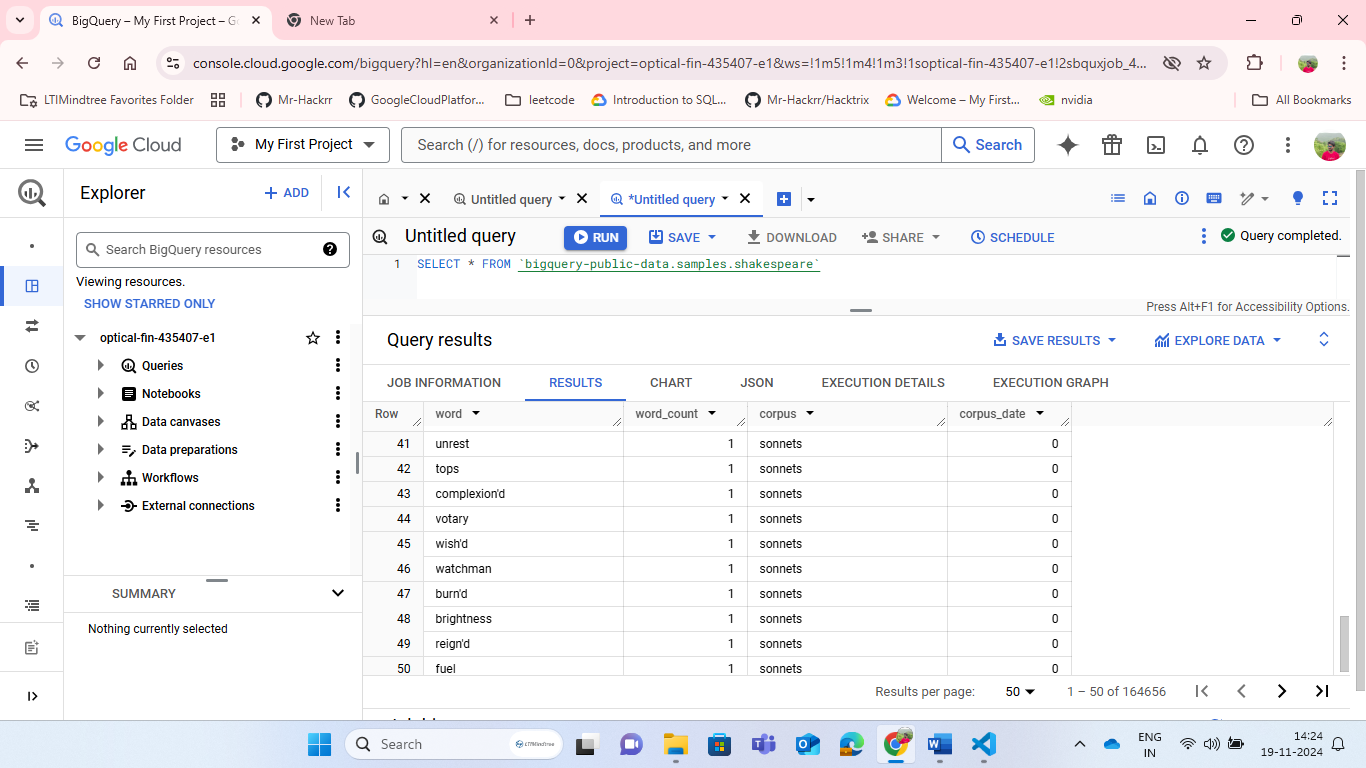 BigQuery – My First Project – Go
New Tab
console.cloud.google.com/bigquery?hl=en&organizationId=0&project=optical-fin-435407-e1&ws=!1m5!1m4!1m3!1soptical-fin-435407-e1!2sbquxjob_4...
LTIMindtree Favorites Folder
Mr-Hackrr
GoogleCloudPlatfor...
leetcode
Introduction to SQL...
Mr-Hackrr/Hacktrix
Welcome – My First...
nvidia
All Bookmarks
Google Cloud
My First Project
Search (/) for resources, docs, products, and more
Search
Explorer
+ ADD
Untitled query
*Untitled query
Search BigQuery resources
Viewing resources.
SHOW STARRED ONLY
optical-fin-435407-e1
Queries
Notebooks
Data canvases
Data preparations
Workflows
External connections
SUMMARY
Nothing currently selected
Untitled query
RUN
SAVE
DOWNLOAD
SHARE
SCHEDULE
Query completed.
1 SELECT * FROM `bigquery-public-data.samples.shakespeare`
Press Alt+F1 for Accessibility Options.
Query results
SAVE RESULTS
EXPLORE DATA
JOB INFORMATION RESULTS CHART JSON EXECUTION DETAILS EXECUTION GRAPH
Row word word_count corpus corpus_date
41 unrest 1 sonnets 0
42 tops 1 sonnets 0
43 complexion'd 1 sonnets 0
44 votary 1 sonnets 0
45 wish'd 1 sonnets 0
46 watchman 1 sonnets 0
47 burn'd 1 sonnets 0
48 brightness 1 sonnets 0
49 reign'd 1 sonnets 0
50 fuel 1 sonnets 0
Results per page: 50 1 – 50 of 164656
Search
LTIMindtree
ENG
IN
14:24
19-11-2024